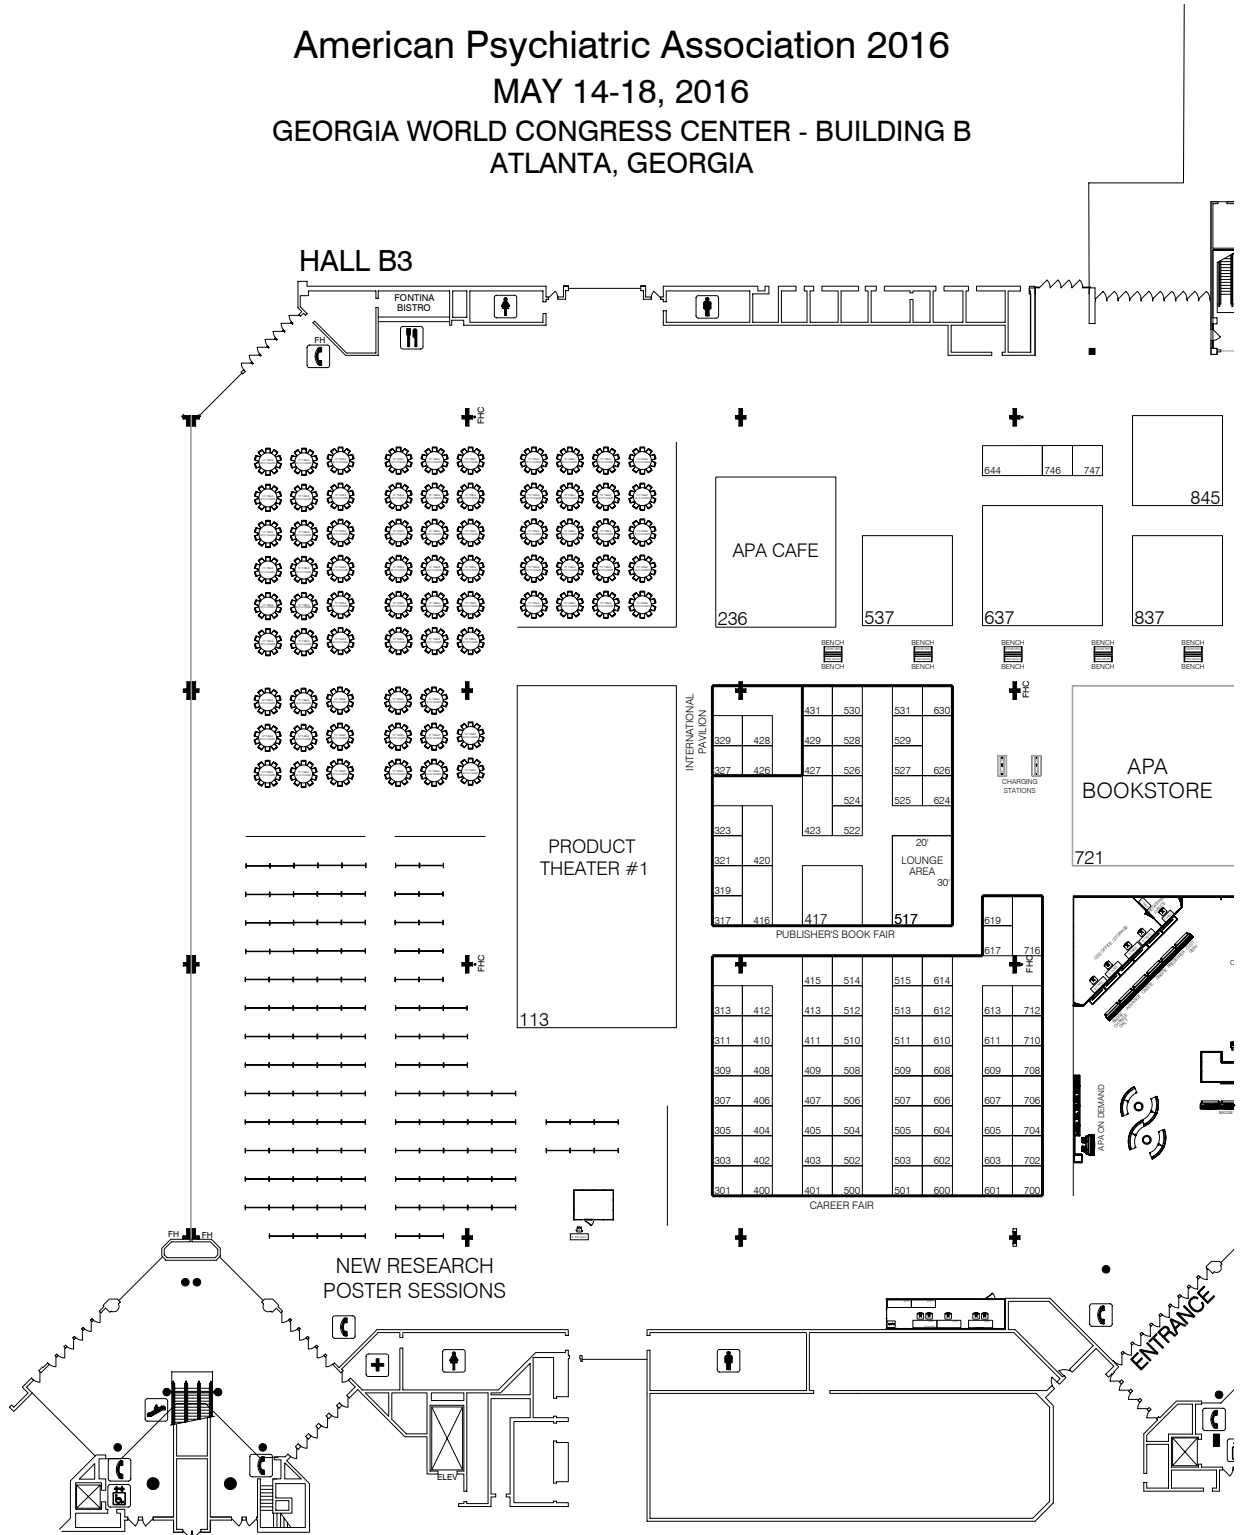 American Psychiatric Association 2016
MAY 14-18, 2016
GEORGIA WORLD CONGRESS CENTER - BUILDING B
ATLANTA, GEORGIA
HALL B3
FONTINA
BISTRO
FH
FHC
644 746 747
845
APA CAFE
236
537
637
837
BENCH BENCH BENCH BENCH BENCH
BENCH BENCH BENCH BENCH BENCH
FHC
INTERNATIONAL
PAVILION
431 530 531 630
329 428 429 528 529
327 426 427 526 527 626
524 525 624
323 423 522
321 420
319
317 416 417 517
20'
LOUNGE
AREA
30'
PUBLISHER'S BOOK FAIR
CHARGING
STATIONS
APA
BOOKSTORE
721
PRODUCT
THEATER #1
113
FHC
619
617 716
FHC
415 514 515 614
313 412 413 512 513 612 613 712
311 410 411 510 511 610 611 710
309 408 409 508 509 608 609 708
307 406 407 506 507 606 607 706
305 404 405 504 505 604 605 704
303 402 403 502 503 602 603 702
301 400 401 500 501 600 601 700
CAREER FAIR
APA ON DEMAND
FH FH
NEW RESEARCH
POSTER SESSIONS
ENTRANCE
ELEV